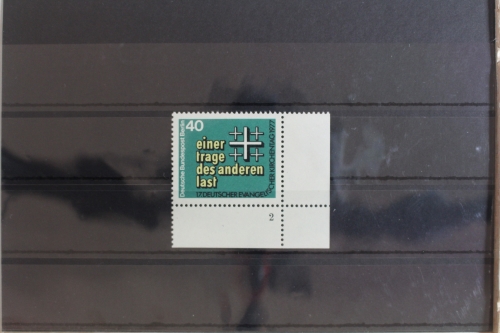 40
Deutsche Bundespost Berlin
einer
trage
des anderen
last
17. DEUTSCHER EVANGELISCHER KIRCHENTAG 1977
2